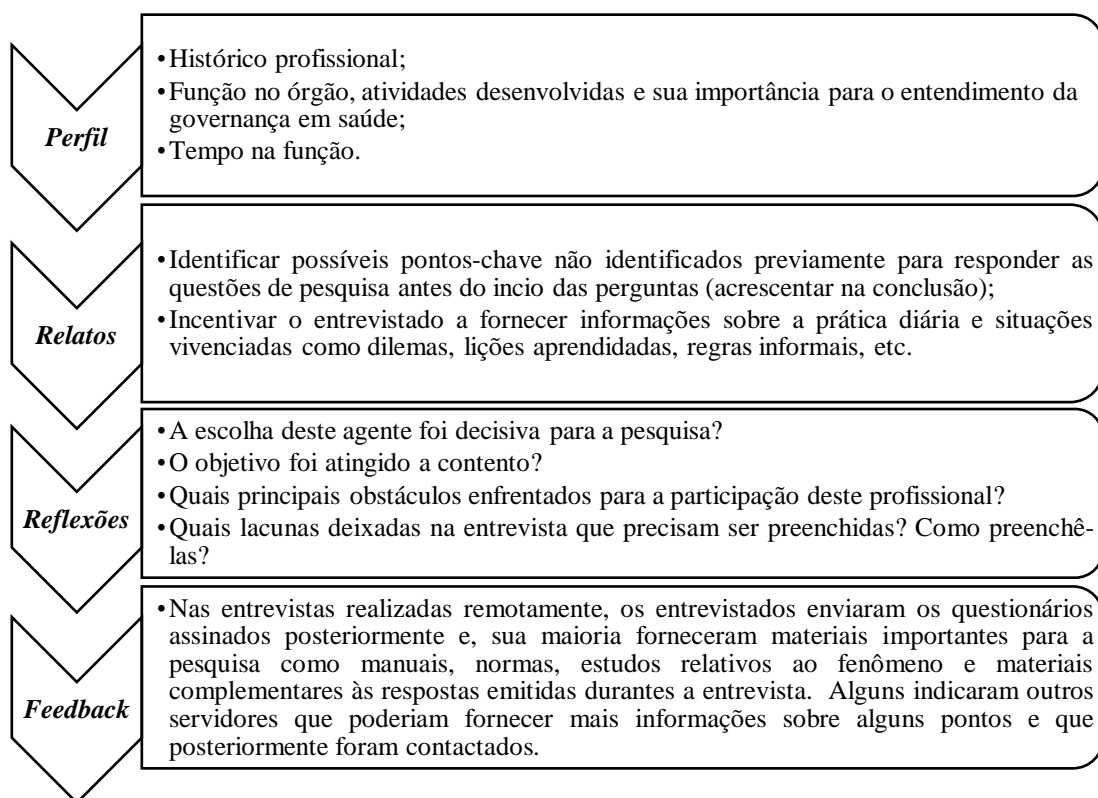 Perfil
•Histórico profissional;
•Função no órgão, atividades desenvolvidas e sua importância para o entendimento da
governança em saúde;
•Tempo na função.
Relatos
•Identificar possíveis pontos-chave não identificados previamente para responder as
questões de pesquisa antes do incio das perguntas (acrescentar na conclusão);
•Incentivar o entrevistado a fornecer informações sobre a prática diária e situações
vivenciadas como dilemas, lições aprendidadas, regras informais, etc.
Reflexões
•A escolha deste agente foi decisiva para a pesquisa?
•O objetivo foi atingido a contento?
•Quais principais obstáculos enfrentados para a participação deste profissional?
•Quais lacunas deixadas na entrevista que precisam ser preenchidas? Como preenchê-
las?
Feedback
•Nas entrevistas realizadas remotamente, os entrevistados enviaram os questionários
assinados posteriormente e, sua maioria forneceram materiais importantes para a
pesquisa como manuais, normas, estudos relativos ao fenômeno e materiais
complementares às respostas emitidas durantes a entrevista. Alguns indicaram outros
servidores que poderiam fornecer mais informações sobre alguns pontos e que
posteriormente foram contactados.